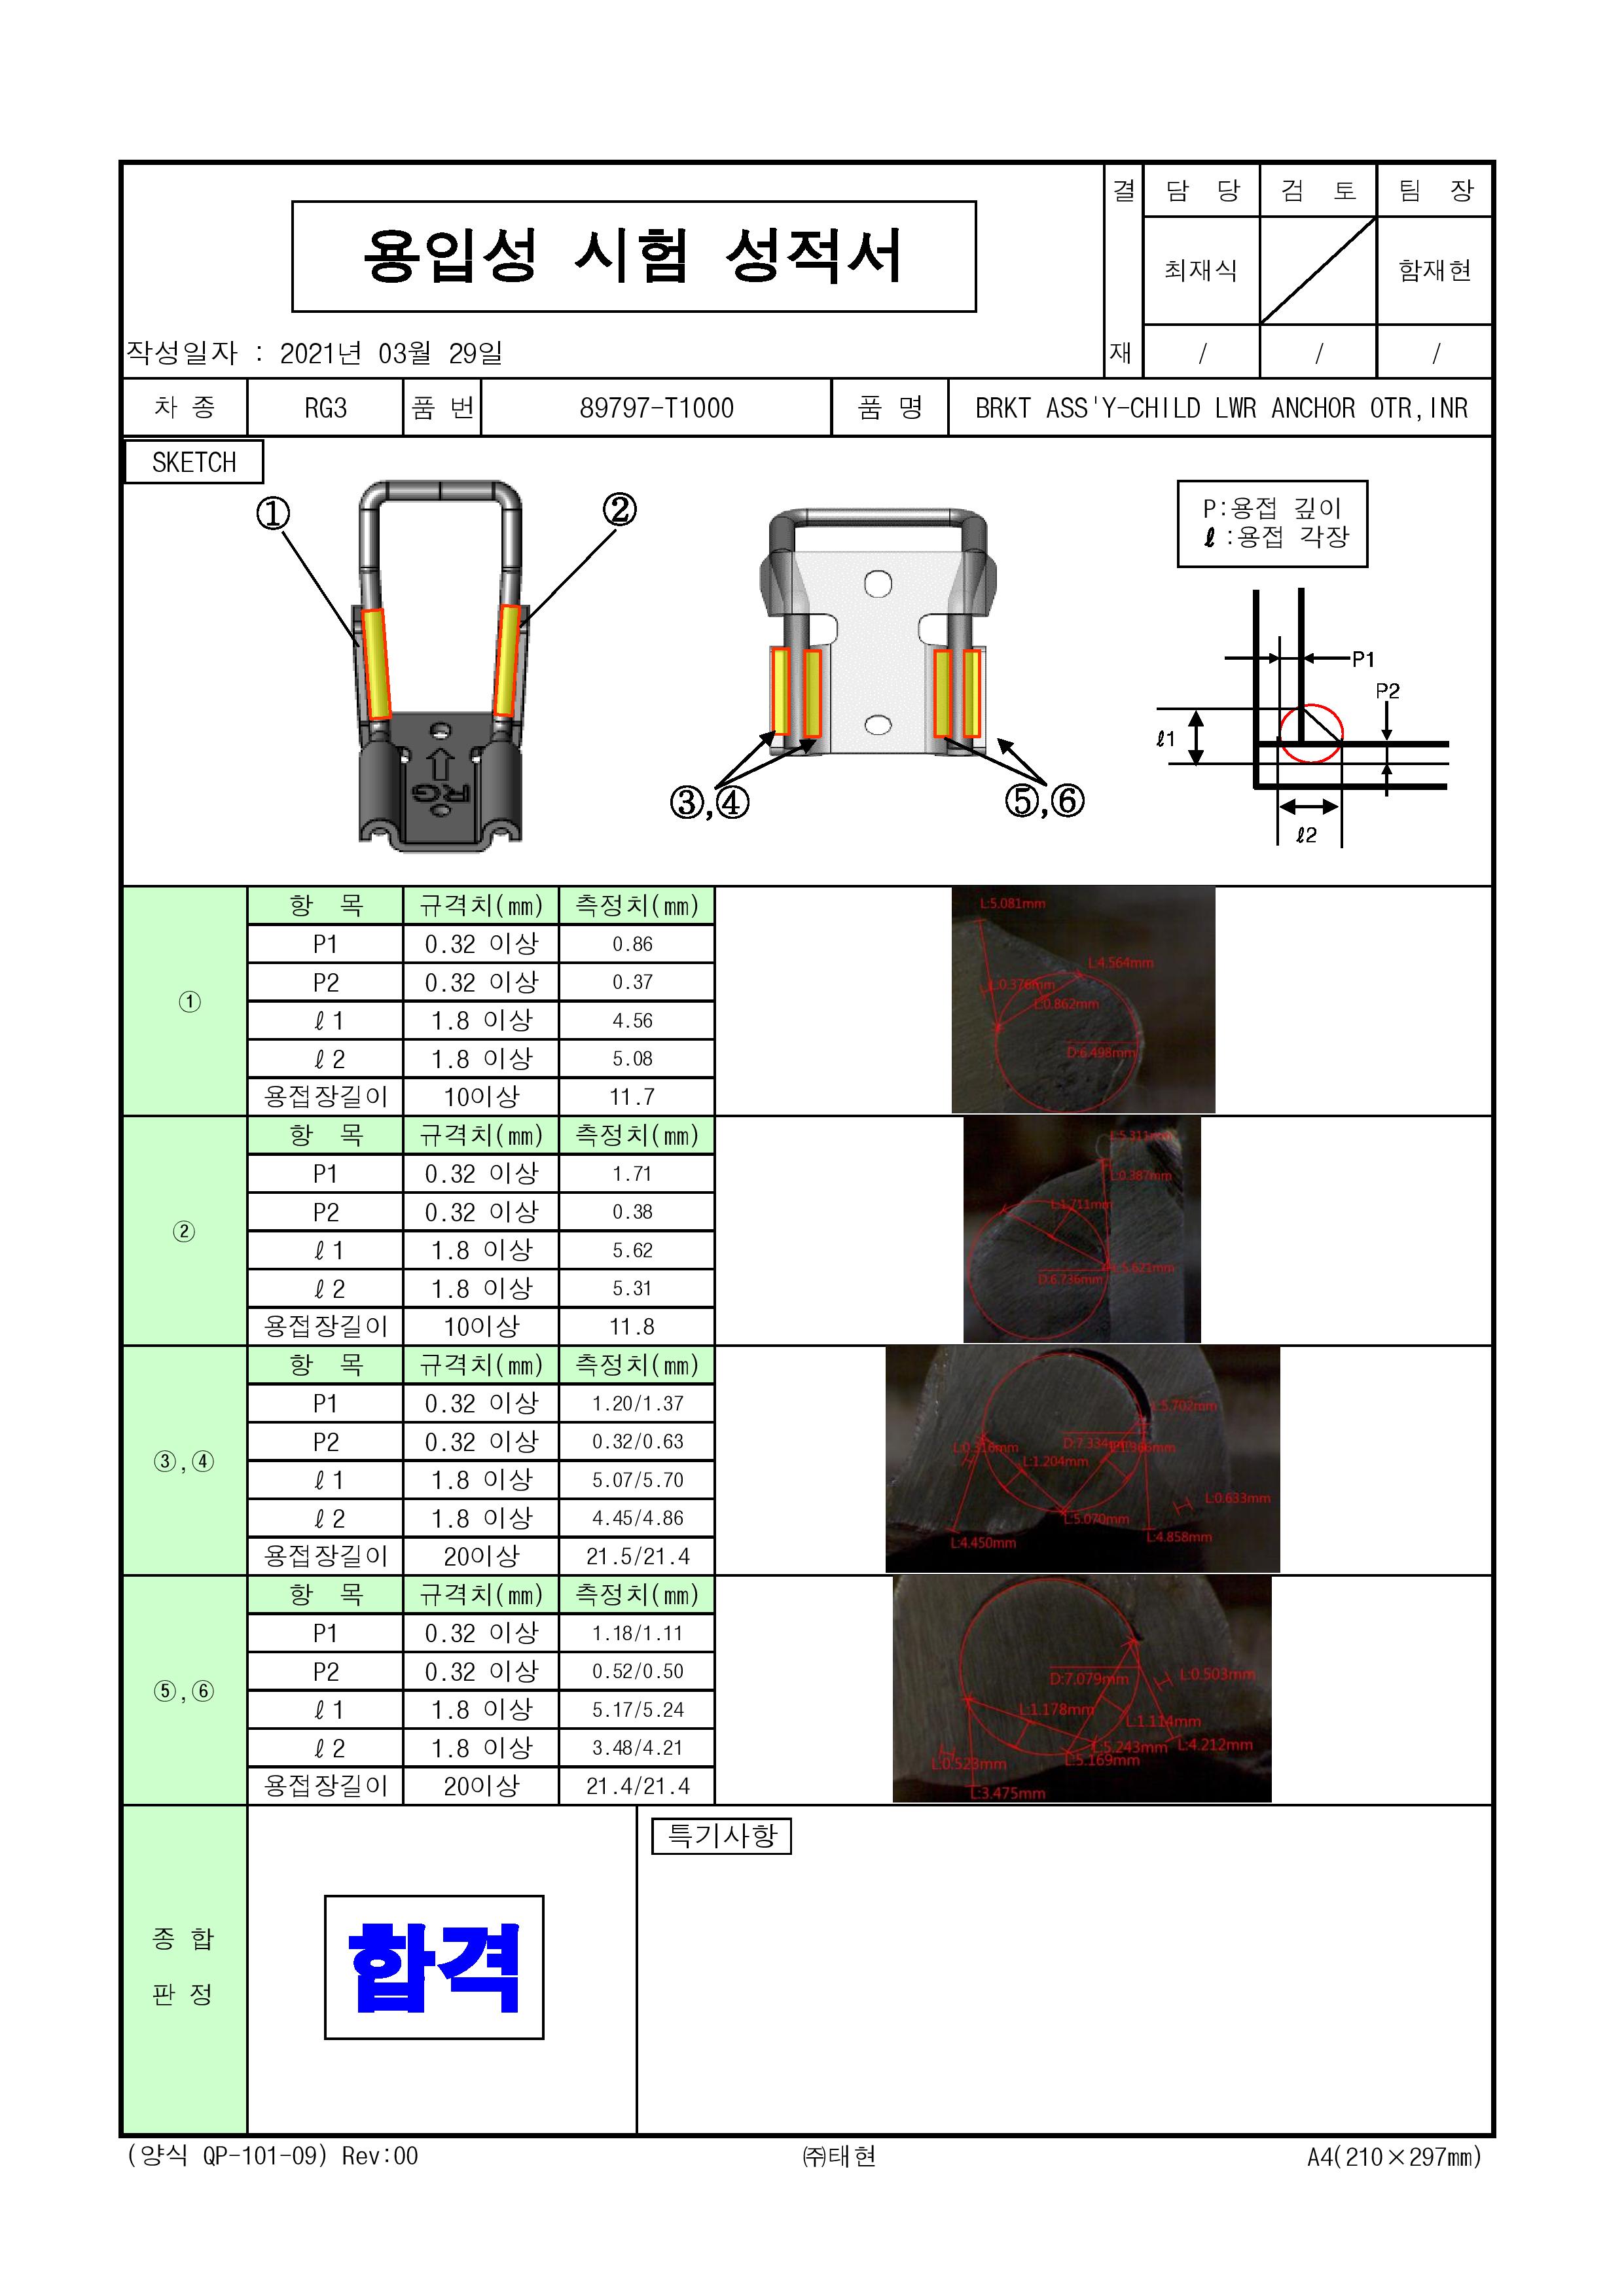 용입성 시험 성적서
결 재
담 당
검 토
팀 장
최재식
함재현
작성일자 : 2021년 03월 29일
/ / /
차 종 RG3 품 번 89797-T1000 품 명 BRKT ASS'Y-CHILD LWR ANCHOR OTR,INR
SKETCH
① ②
③,④ ⑤,⑥
RG
P:용접 깊이
ℓ :용접 각장
P1
P2
ℓ1
ℓ2
①
항 목 규격치(㎜) 측정치(㎜)
P1 0.32 이상 0.86
P2 0.32 이상 0.37
ℓ1 1.8 이상 4.56
ℓ2 1.8 이상 5.08
용접장길이 10이상 11.7
L:5.081mm
L:4.564mm
L:0.376mm
L:0.862mm
D:6.498mm
②
항 목 규격치(㎜) 측정치(㎜)
P1 0.32 이상 1.71
P2 0.32 이상 0.38
ℓ1 1.8 이상 5.62
ℓ2 1.8 이상 5.31
용접장길이 10이상 11.8
L:5.311mm
L:0.387mm
L:1.711mm
L:5.621mm
D:6.736mm
③,④
항 목 규격치(㎜) 측정치(㎜)
P1 0.32 이상 1.20/1.37
P2 0.32 이상 0.32/0.63
ℓ1 1.8 이상 5.07/5.70
ℓ2 1.8 이상 4.45/4.86
용접장길이 20이상 21.5/21.4
L:5.702mm
L:0.316mm
D:7.334mm
L:1.204mm
L:0.633mm
L:5.070mm
L:4.450mm
L:4.858mm
⑤,⑥
항 목 규격치(㎜) 측정치(㎜)
P1 0.32 이상 1.18/1.11
P2 0.32 이상 0.52/0.50
ℓ1 1.8 이상 5.17/5.24
ℓ2 1.8 이상 3.48/4.21
용접장길이 20이상 21.4/21.4
D:7.079mm
L:0.503mm
L:1.178mm
L:1.114mm
L:5.243mm
L:4.212mm
L:0.523mm
L:5.169mm
L:3.475mm
종 합
판 정
합격
특기사항
(양식 QP-101-09) Rev:00
㈜태현
A4(210×297㎜)